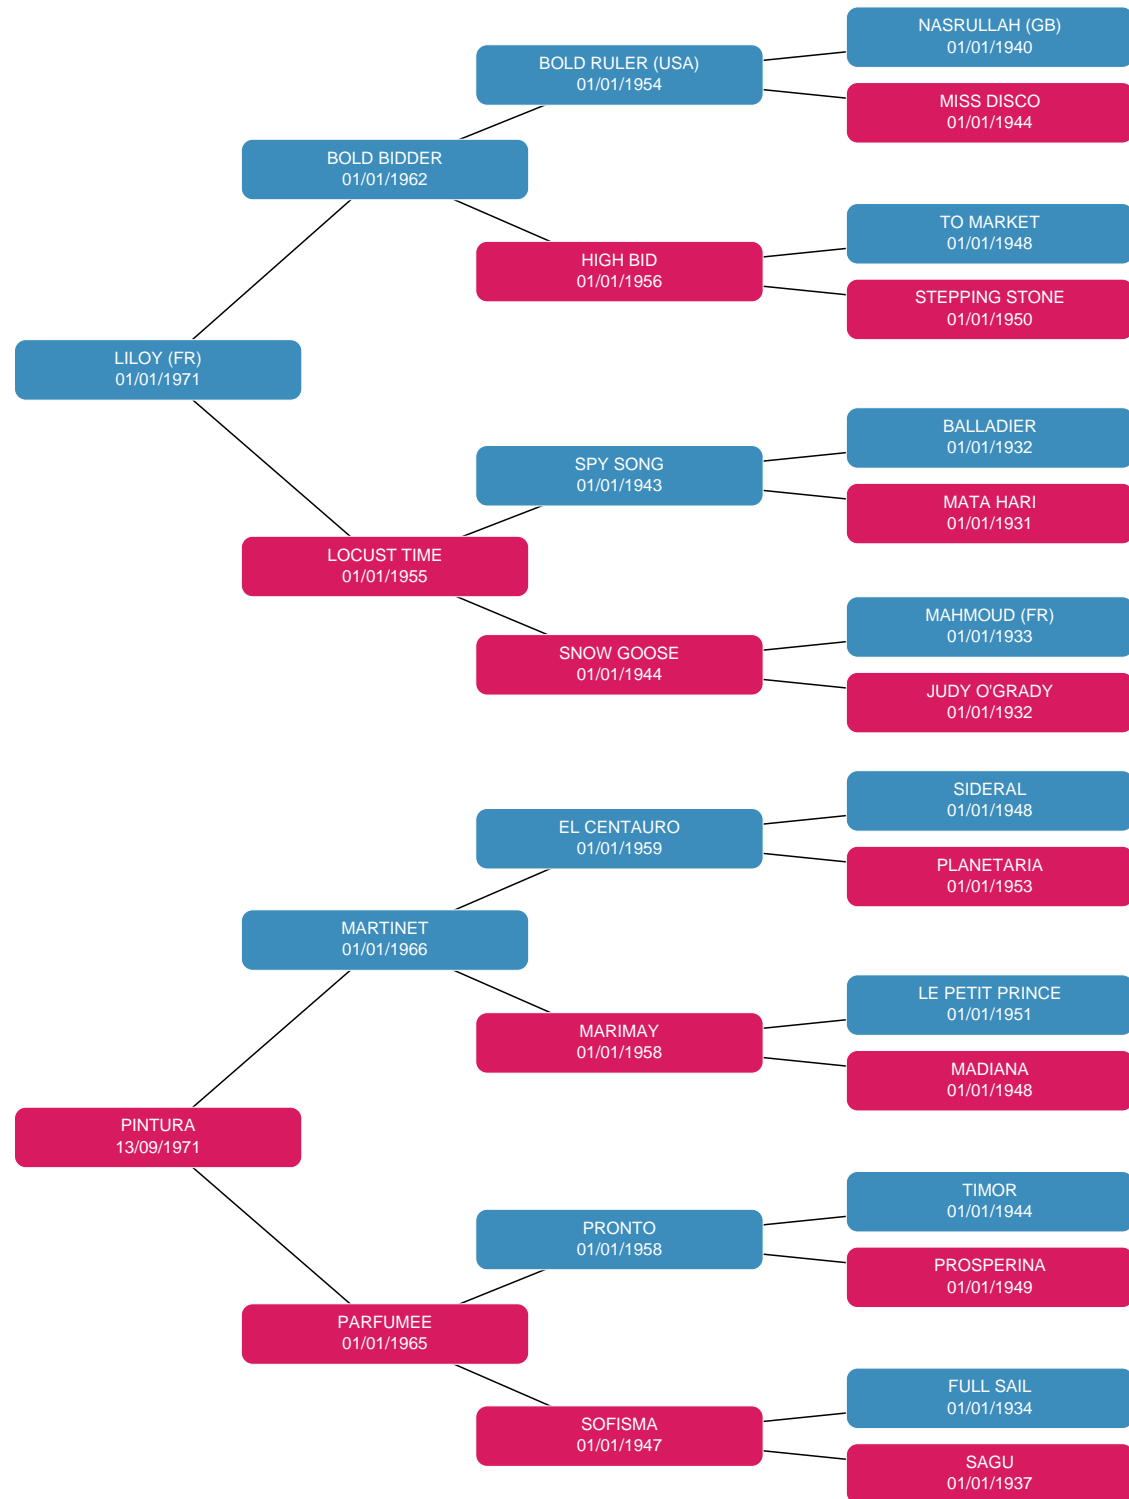 NASRULLAH (GB)
01/01/1940
BOLD RULER (USA)
01/01/1954
MISS DISCO
01/01/1944
BOLD BIDDER
01/01/1962
TO MARKET
01/01/1948
HIGH BID
01/01/1956
STEPPING STONE
01/01/1950
LILOY (FR)
01/01/1971
BALLADIER
01/01/1932
SPY SONG
01/01/1943
MATA HARI
01/01/1931
LOCUST TIME
01/01/1955
MAHMOUD (FR)
01/01/1933
SNOW GOOSE
01/01/1944
JUDY O'GRADY
01/01/1932
SIDERAL
01/01/1948
EL CENTAURO
01/01/1959
PLANETARIA
01/01/1953
MARTINET
01/01/1966
LE PETIT PRINCE
01/01/1951
MARIMAY
01/01/1958
MADIANA
01/01/1948
PINTURA
13/09/1971
TIMOR
01/01/1944
PRONTO
01/01/1958
PROSPERINA
01/01/1949
PARFUMEE
01/01/1965
FULL SAIL
01/01/1934
SOFISMA
01/01/1947
SAGU
01/01/1937